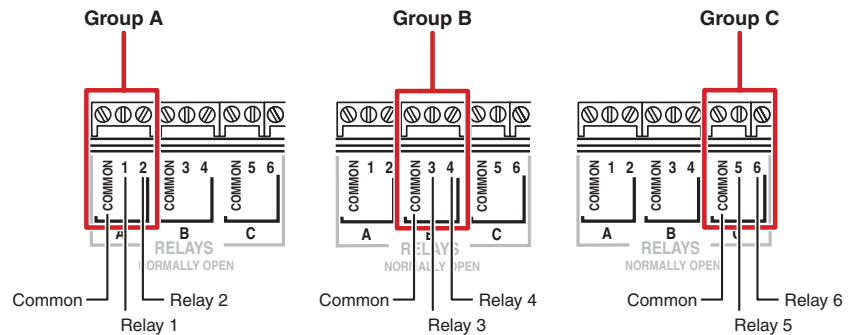 Group A Group B Group C
COMMON 1 2 COMMON 3 4 COMMON 5 6
COMMON 1 2 COMMON 3 4 COMMON 5 6
COMMON 1 2 COMMON 3 4 COMMON 5 6
A B C
A B C
A B C
RELAYS
NORMALLY OPEN
RELAYS
NORMALLY OPEN
RELAYS
NORMALLY OPEN
Common Relay 2
Relay 1
Common Relay 4
Relay 3
Common Relay 6
Relay 5